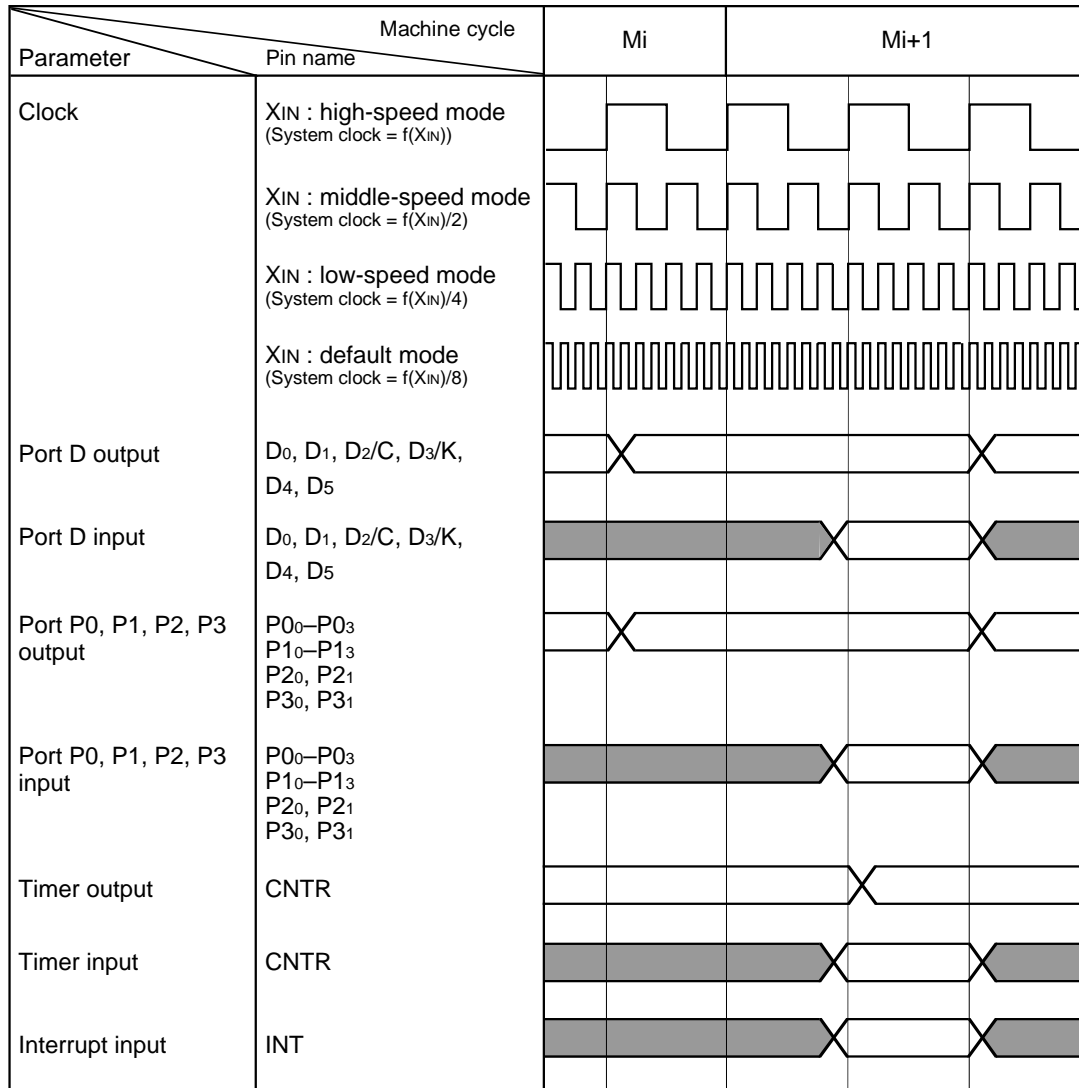 Machine cycle
Parameter
Pin name
Mi
Mi+1
Clock
XIN : high-speed mode
(System clock = f(XIN))
XIN : middle-speed mode
(System clock = f(XIN)/2)
XIN : low-speed mode
(System clock = f(XIN)/4)
XIN : default mode
(System clock = f(XIN)/8)
Port D output
D0, D1, D2/C, D3/K,
D4, D5
Port D input
D0, D1, D2/C, D3/K,
D4, D5
Port P0, P1, P2, P3
output
P00–P03
P10–P13
P20, P21
P30, P31
Port P0, P1, P2, P3
input
P00–P03
P10–P13
P20, P21
P30, P31
Timer output
CNTR
Timer input
CNTR
Interrupt input
INT